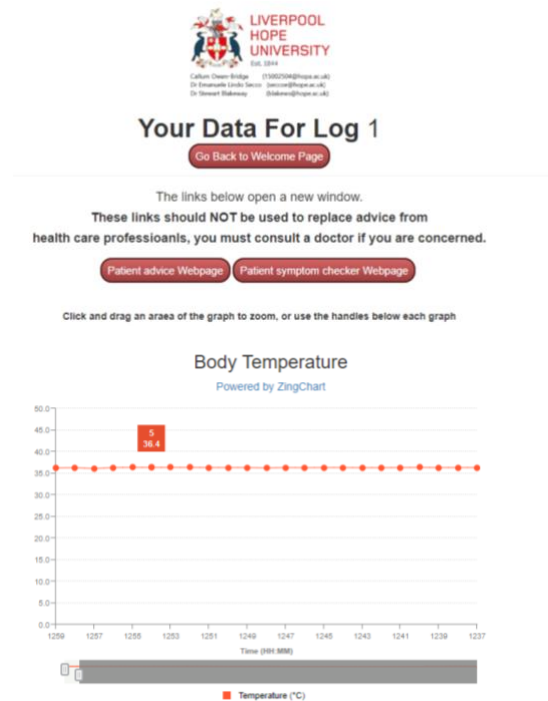 LIVERPOOL
HOPE
UNIVERSITY
Est. 1844
Callum Owen-Bridge (15002504@hope.ac.uk)
Dr Emanuele Lindo Secco (seccoe@hope.ac.uk)
Dr Stewart Blakeway (blakews@hope.ac.uk)
Your Data For Log 1
Go Back to Welcome Page
The links below open a new window.
These links should NOT be used to replace advice from
health care professioanls, you must consult a doctor if you are concerned.
Patient advice Webpage Patient symptom checker Webpage
Click and drag an araea of the graph to zoom, or use the handles below each graph
Body Temperature
Powered by ZingChart
50.0
45.0
5
36.4
40.0
35.0
30.0
25.0
20.0
15.0
10.0
5.0
0.0
1259 1257 1255 1253 1251 1249 1247 1245 1243 1241 1239 1237
Time (HH:MM)
Temperature (°C)